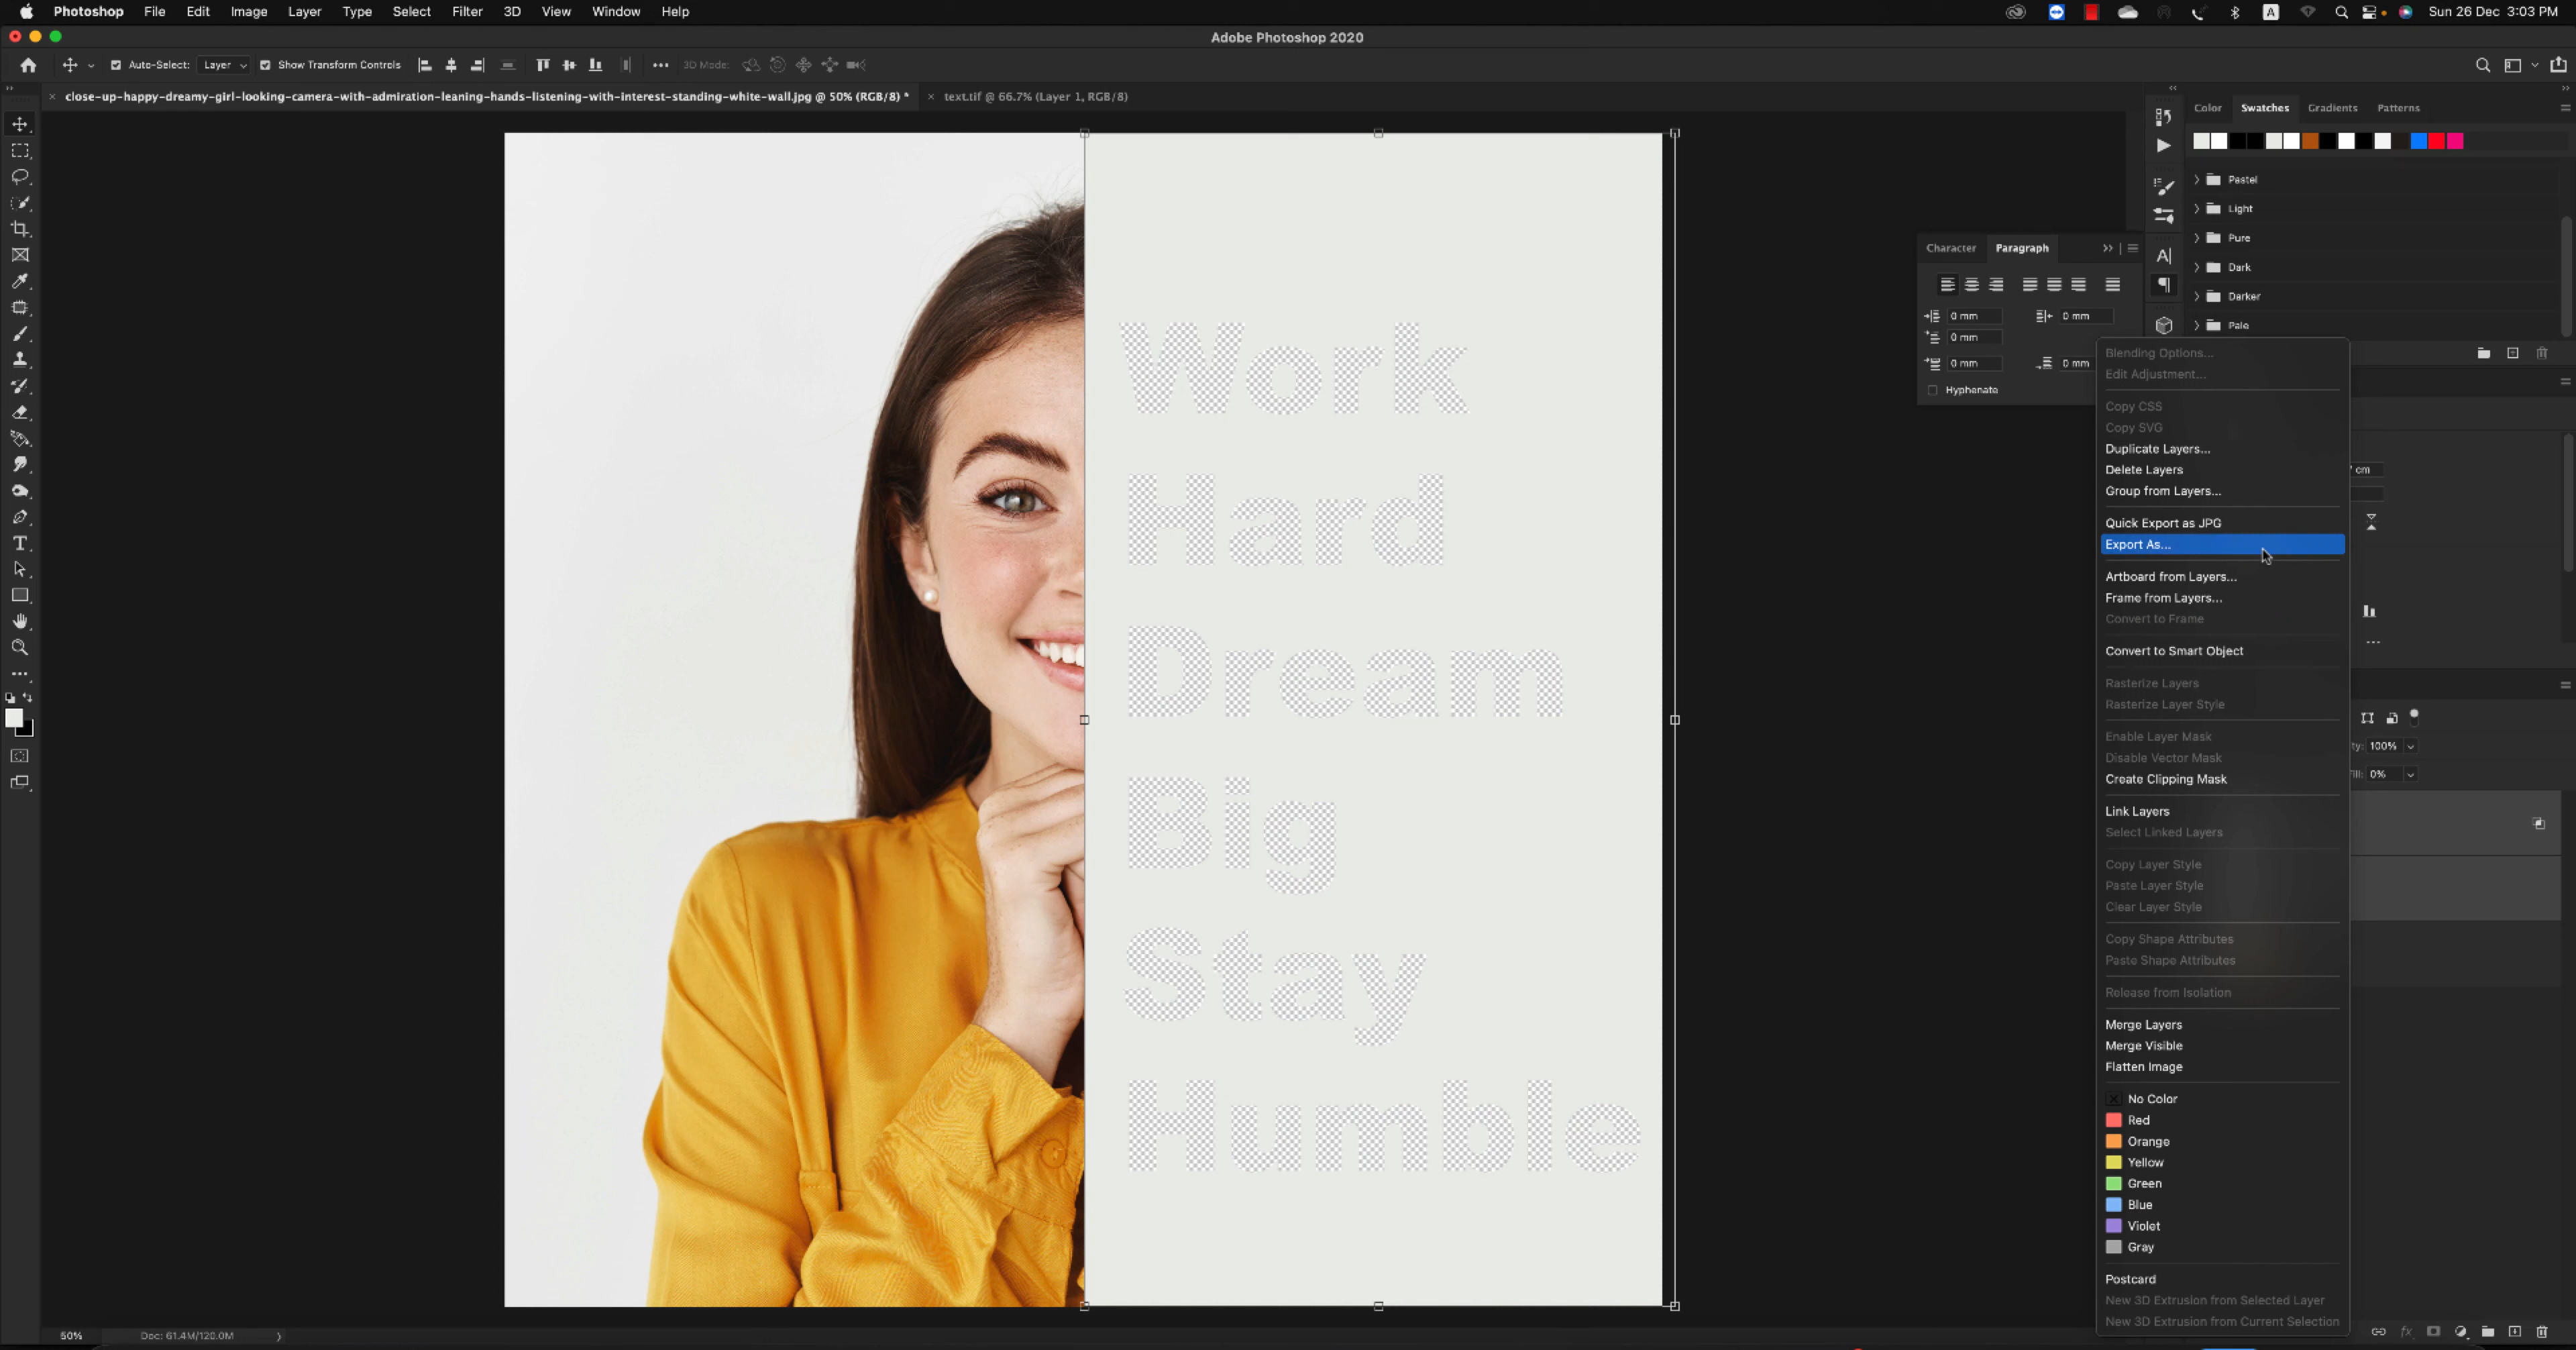 Photoshop File Edit Image Layer Type Select Filter 3D View Window Help
A Sun 26 Dec 3:03 PM
Adobe Photoshop 2020
Auto-Select: Layer Show Transform Controls 3D Mode:
close-up-happy-dreamy-girl-looking-camera-with-admiration-leaning-hands-listening-with-interest-standing-white-wall.jpg @ 50% (RGB/8) *
text.tif @ 66.7% (Layer 1, RGB/8)
Color Swatches Gradients Patterns
Pastel
Light
Pure
Dark
Darker
Pale
Character Paragraph
0 mm 0 mm
0 mm
0 mm 0 mm
Hyphenate
Work
Hard
Dream
Big
Stay
Humble
Blending Options...
Edit Adjustment...
Copy CSS
Copy SVG
Duplicate Layers...
Delete Layers
Group from Layers...
Quick Export as JPG
Export As...
Artboard from Layers...
Frame from Layers...
Convert to Frame
Convert to Smart Object
Rasterize Layers
Rasterize Layer Style
Enable Layer Mask
Disable Vector Mask
Create Clipping Mask
Link Layers
Select Linked Layers
Copy Layer Style
Paste Layer Style
Clear Layer Style
Copy Shape Attributes
Paste Shape Attributes
Release from Isolation
Merge Layers
Merge Visible
Flatten Image
No Color
Red
Orange
Yellow
Green
Blue
Violet
Gray
Postcard
New 3D Extrusion from Selected Layer
New 3D Extrusion from Current Selection
cm
100%
0%
50% Doc: 61.4M/120.0M
fx